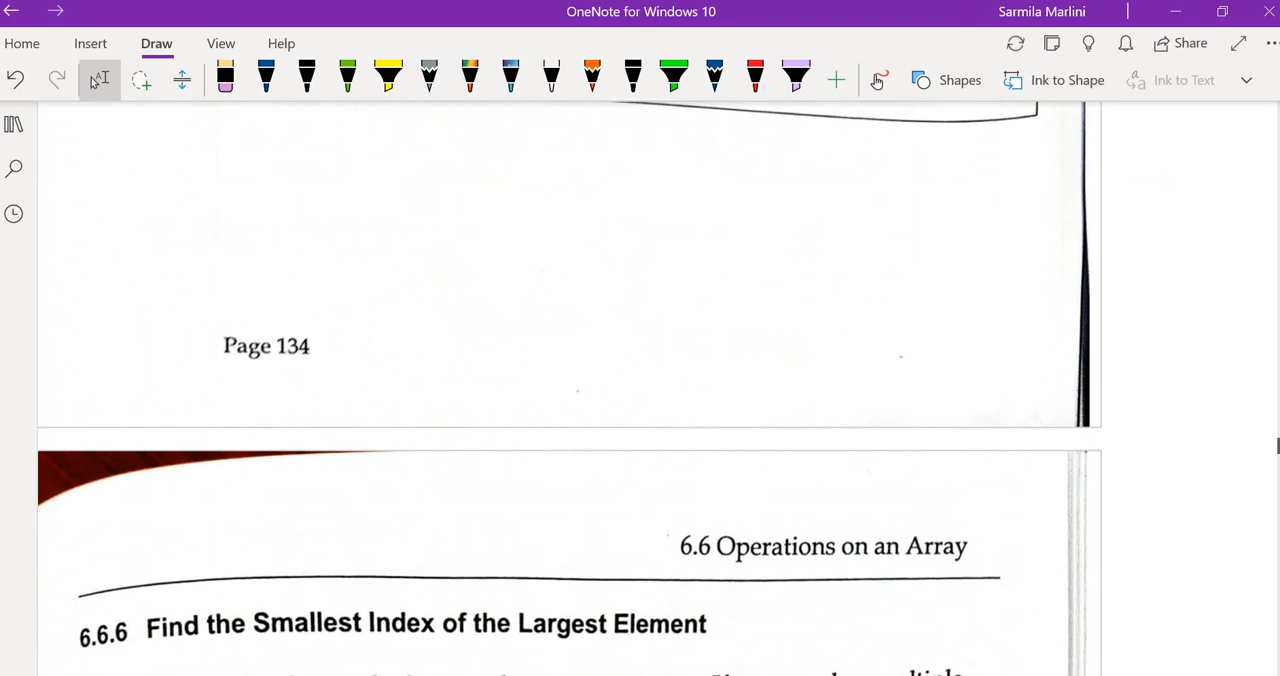 OneNote for Windows 10
Sarmila Marlini
Home Insert Draw View Help
Share
Shapes
Ink to Shape
Ink to Text
Page 134
6.6 Operations on an Array
6.6.6 Find the Smallest Index of the Largest Element